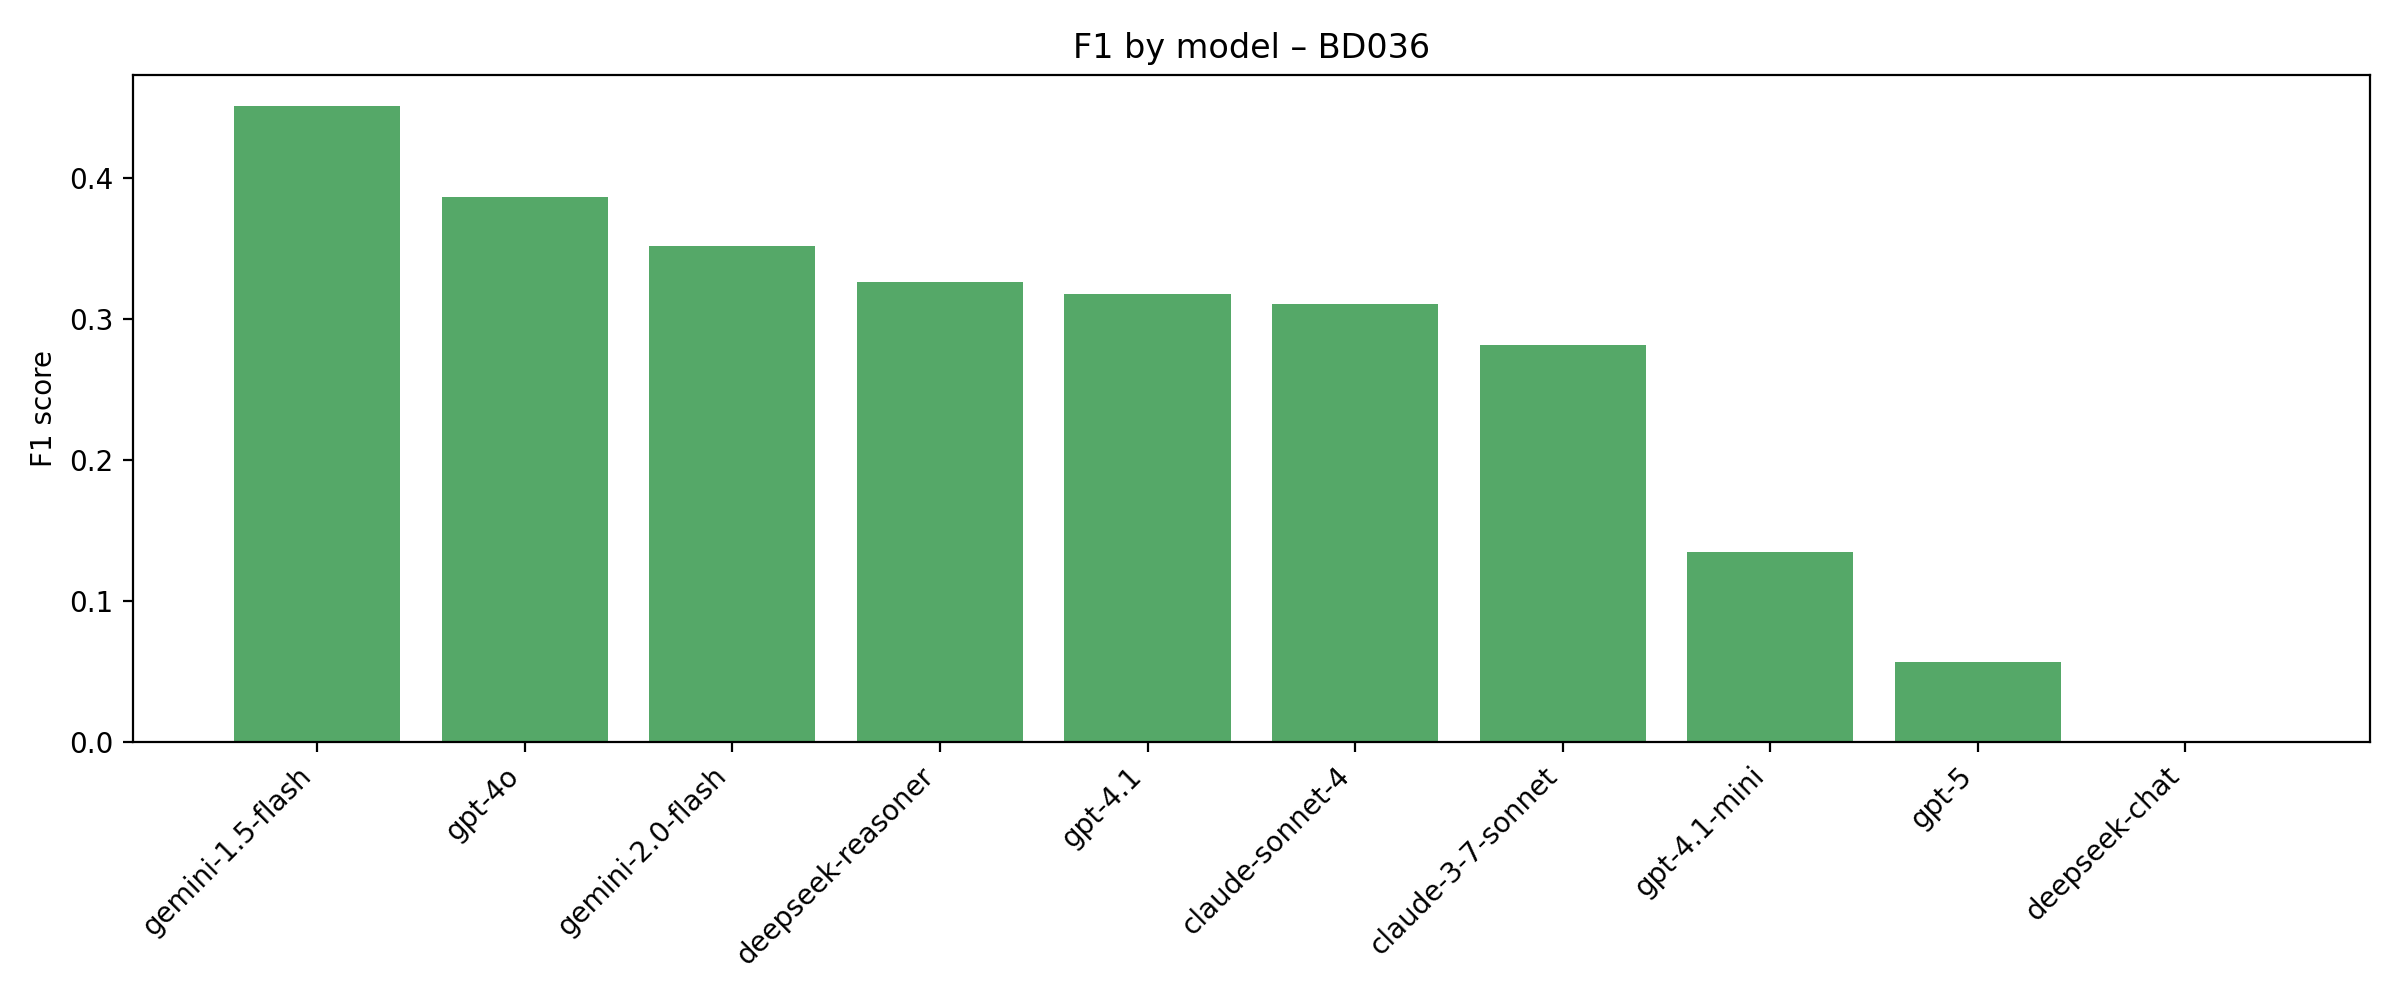 F1 by model – BD036
F1 score
0.4
0.3
0.2
0.1
0.0
gemini-1.5-flash
gpt-4o
gemini-2.0-flash
deepseek-reasoner
gpt-4.1
claude-sonnet-4
claude-3-7-sonnet
gpt-4.1-mini
gpt-5
deepseek-chat